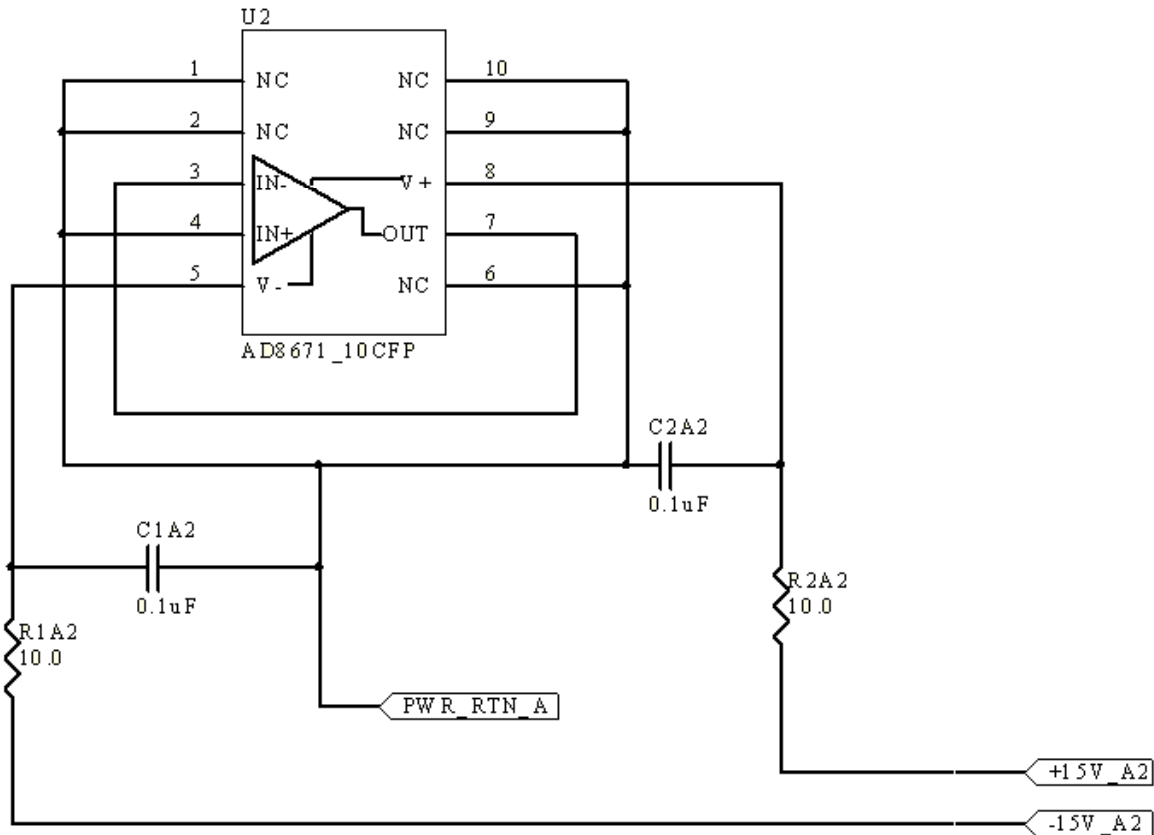 U2
1 NC NC 10
2 NC NC 9
3 IN- V+ 8
4 IN+ OUT 7
5 V- NC 6
AD8671_10CFP
C2A2
0.1uF
C1A2
0.1uF
R2A2
10.0
R1A2
10.0
PWR_RTN_A
+15V_A2
-15V_A2